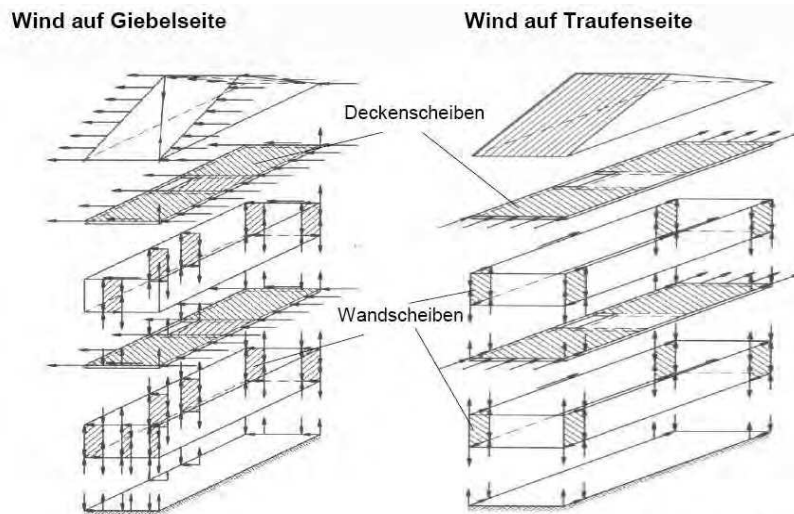 Wind auf Giebelseite
Wind auf Traufenseite
Deckenscheiben
Wandscheiben